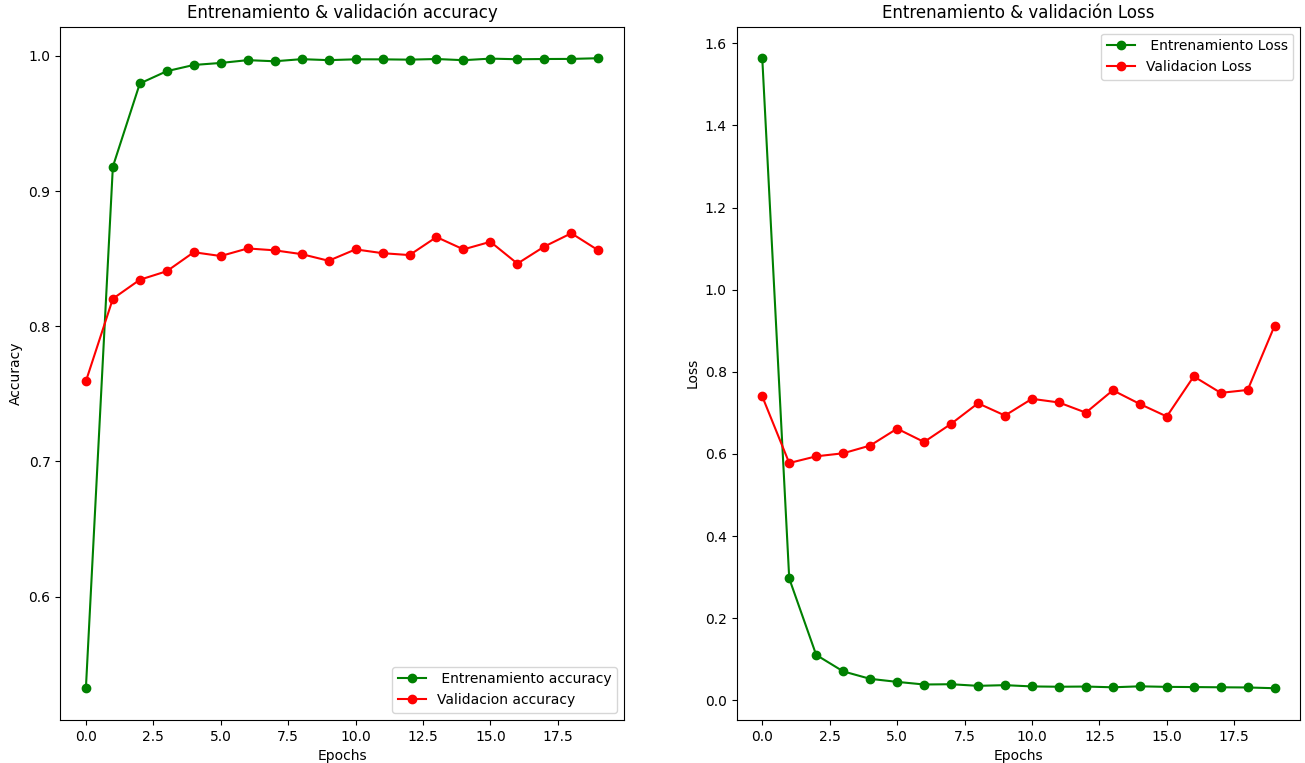 Entrenamiento & validación accuracy
Accuracy
1.0
0.9
0.8
0.7
0.6
Entrenamiento accuracy
Validacion accuracy
0.0 2.5 5.0 7.5 10.0 12.5 15.0 17.5
Epochs
Entrenamiento & validación Loss
Loss
1.6
1.4
1.2
1.0
0.8
0.6
0.4
0.2
0.0
Entrenamiento Loss
Validacion Loss
0.0 2.5 5.0 7.5 10.0 12.5 15.0 17.5
Epochs